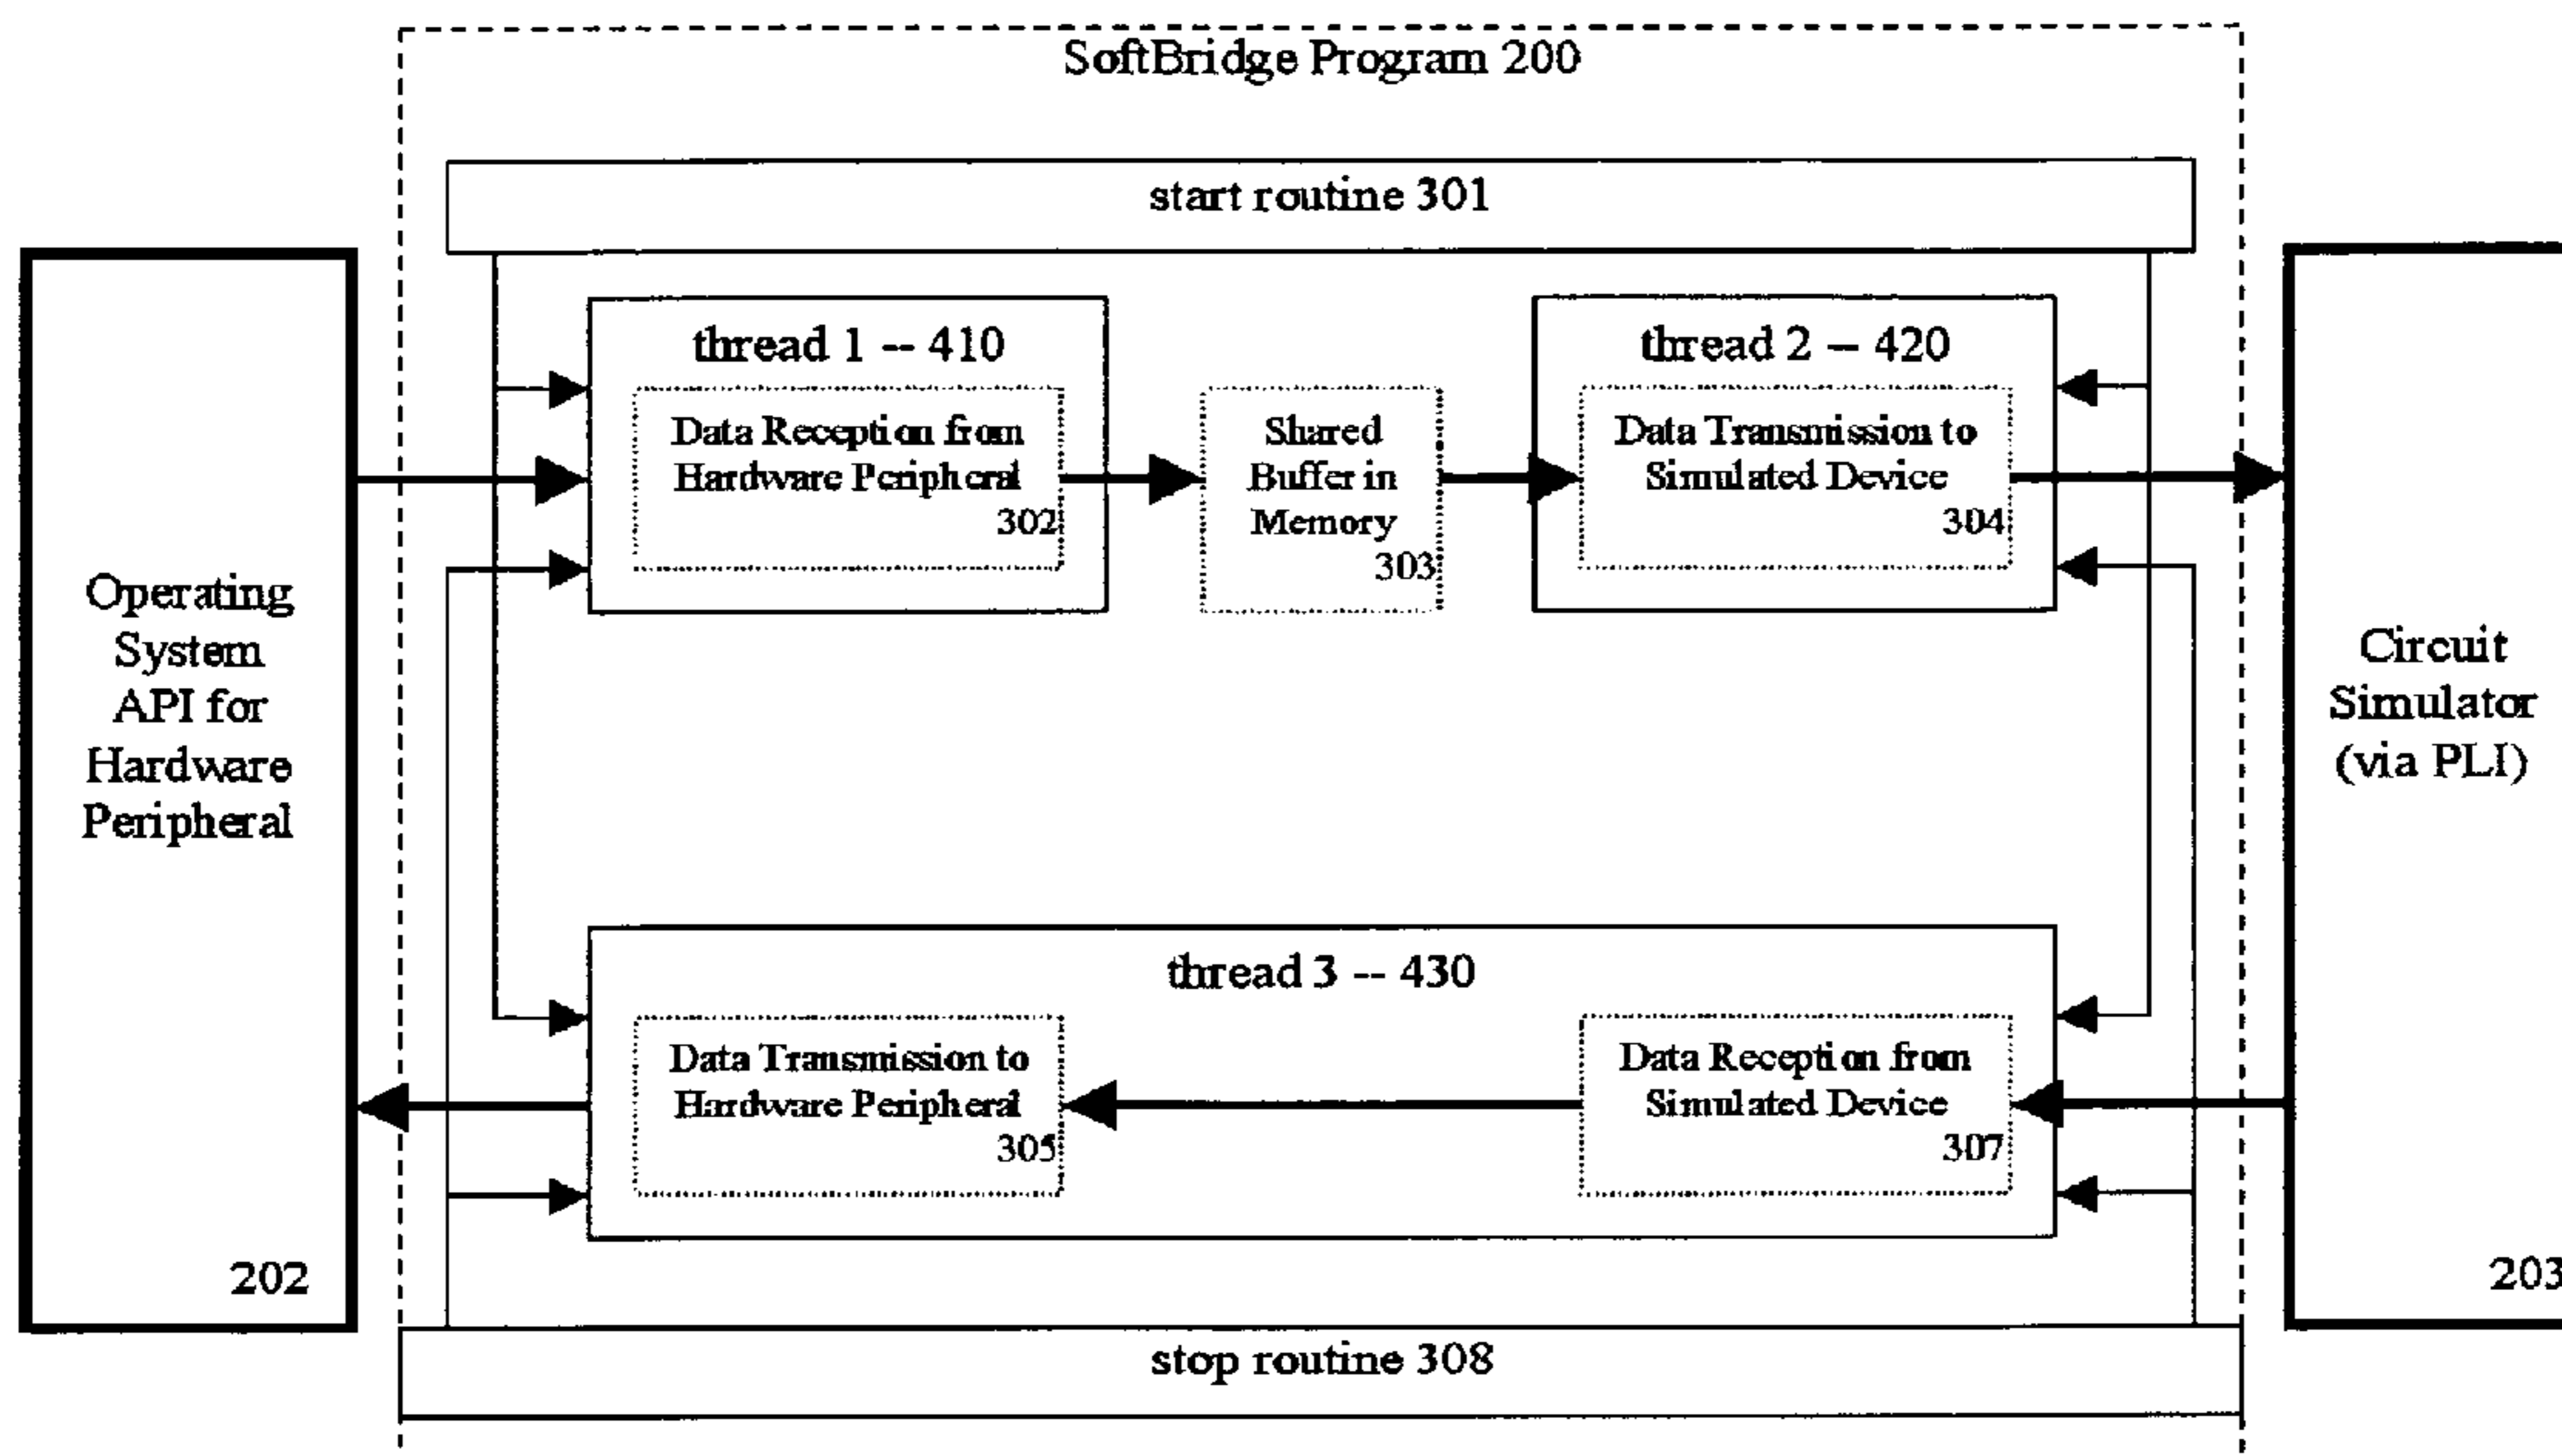 SoftBridge Program 200
start routine 301
Operating
System
API for
Hardware
Peripheral
202
thread 1 -- 410
Data Reception from
Hardware Peripheral
302
Shared
Buffer in
Memory
303
thread 2 – 420
Data Transmission to
Simulated Device
304
Circuit
Simulator
(via PLI)
203
thread 3 -- 430
Data Transmission to
Hardware Peripheral
305
Data Reception from
Simulated Device
307
stop routine 308